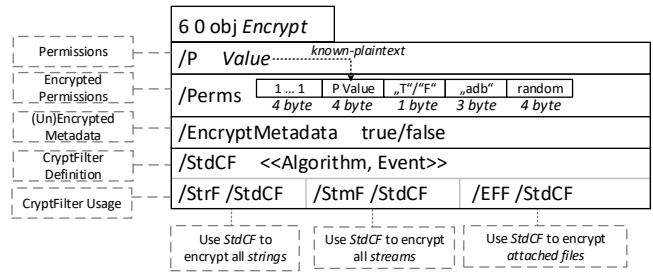 6 0 obj Encrypt
Permissions
/P Value
known-plaintext
Encrypted
Permissions
/Perms
1 ... 1 P Value „T“/“F“ „adb“ random
4 byte 4 byte 1 byte 3 byte 4 byte
(Un)Encrypted
Metadata
/EncryptMetadata true/false
CryptFilter
Definition
/StdCF <<Algorithm, Event>>
CryptFilter Usage
/StrF /StdCF /StmF /StdCF /EFF /StdCF
Use StdCF to
encrypt all strings
Use StdCF to encrypt
all streams
Use StdCF to encrypt
attached files